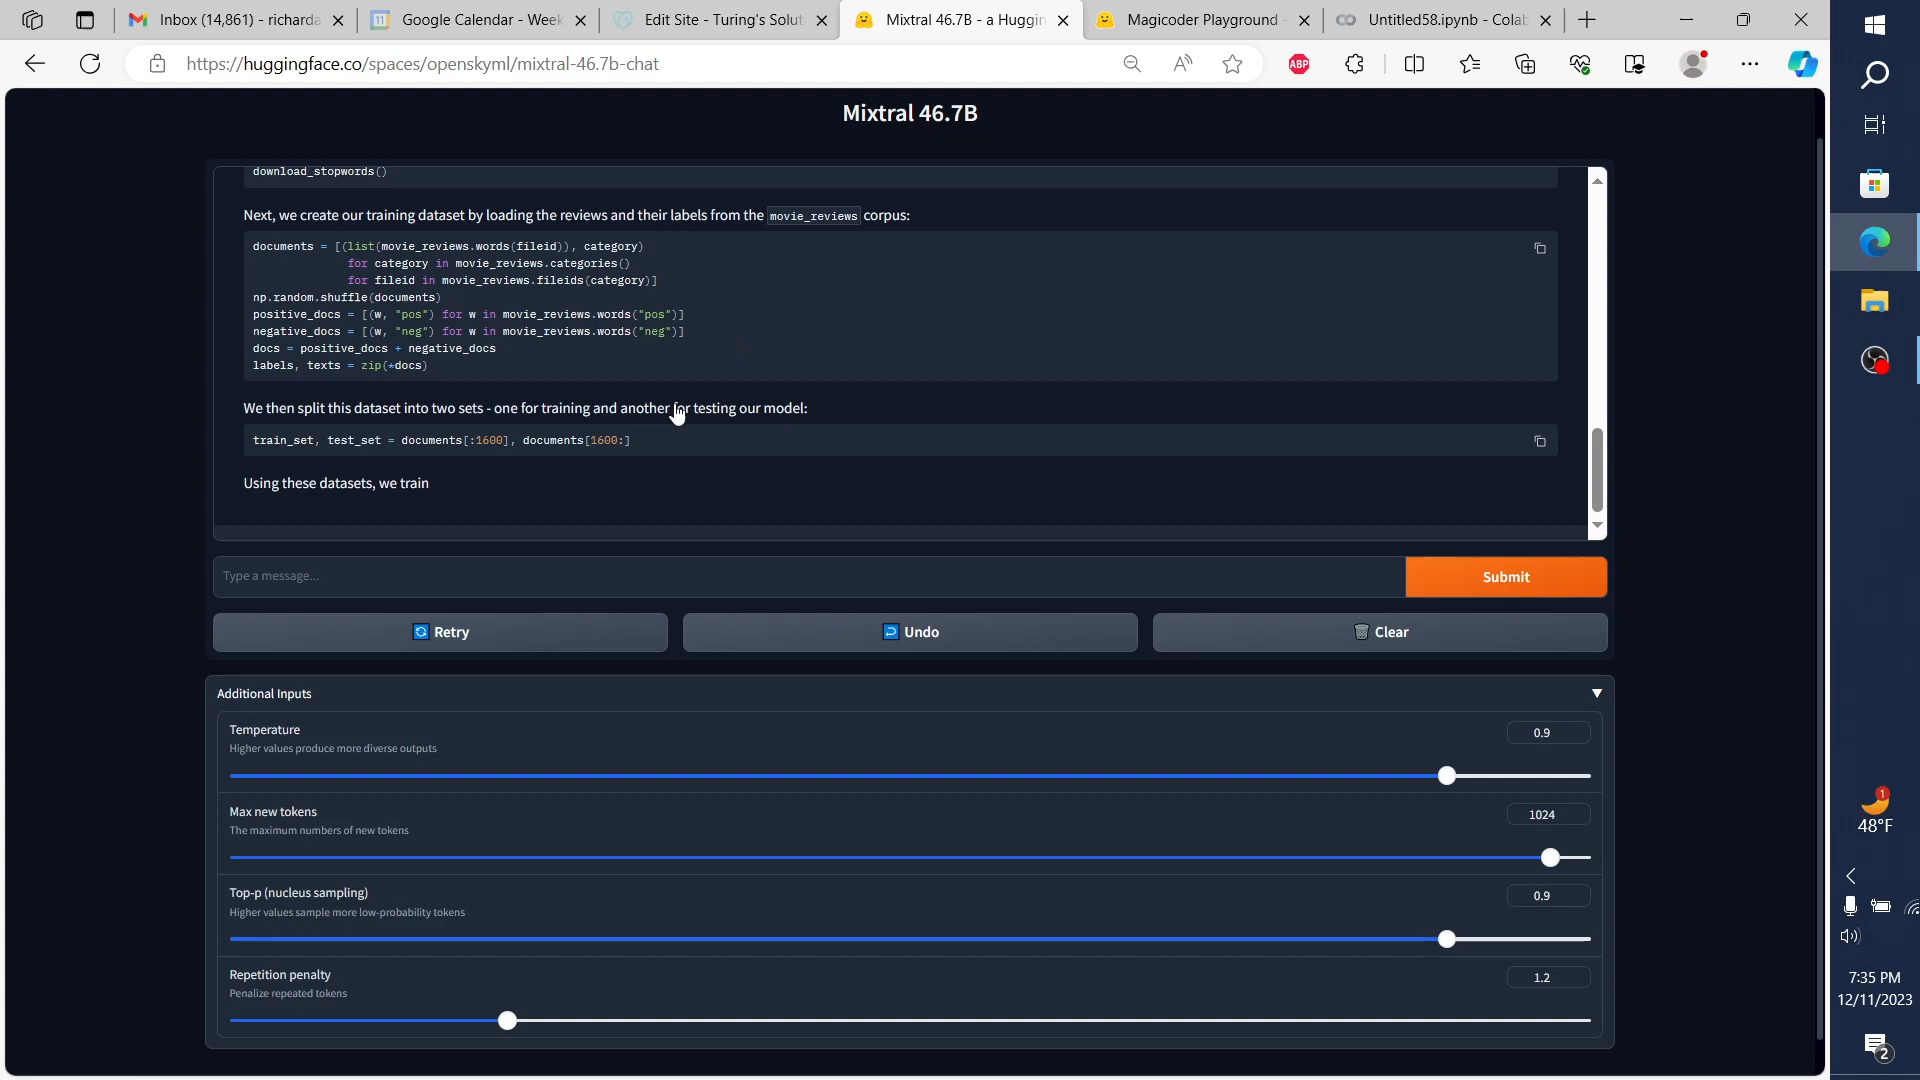 Inbox (14,861) - richarda
Google Calendar - Week
Edit Site - Turing's Solut
Mixtral 46.7B - a Huggin
Magicoder Playground -
Untitled58.ipynb - Colab
https://huggingface.co/spaces/openskyml/mixtral-46.7b-chat
ABP
Mixtral 46.7B
download_stopwords()
Next, we create our training dataset by loading the reviews and their labels from the movie_reviews corpus:
documents = [(list(movie_reviews.words(fileid)), category)
for category in movie_reviews.categories()
for fileid in movie_reviews.fileids(category)]
np.random.shuffle(documents)
positive_docs = [(w, "pos") for w in movie_reviews.words("pos")]
negative_docs = [(w, "neg") for w in movie_reviews.words("neg")]
docs = positive_docs + negative_docs
labels, texts = zip(*docs)
We then split this dataset into two sets - one for training and another for testing our model:
train_set, test_set = documents[:1600], documents[1600:]
Using these datasets, we train
Type a message...
Submit
Retry
Undo
Clear
Additional Inputs
Temperature
0.9
Higher values produce more diverse outputs
Max new tokens
1024
The maximum numbers of new tokens
Top-p (nucleus sampling)
0.9
Higher values sample more low-probability tokens
Repetition penalty
1.2
Penalize repeated tokens
1
48°F
7:35 PM
12/11/2023
2